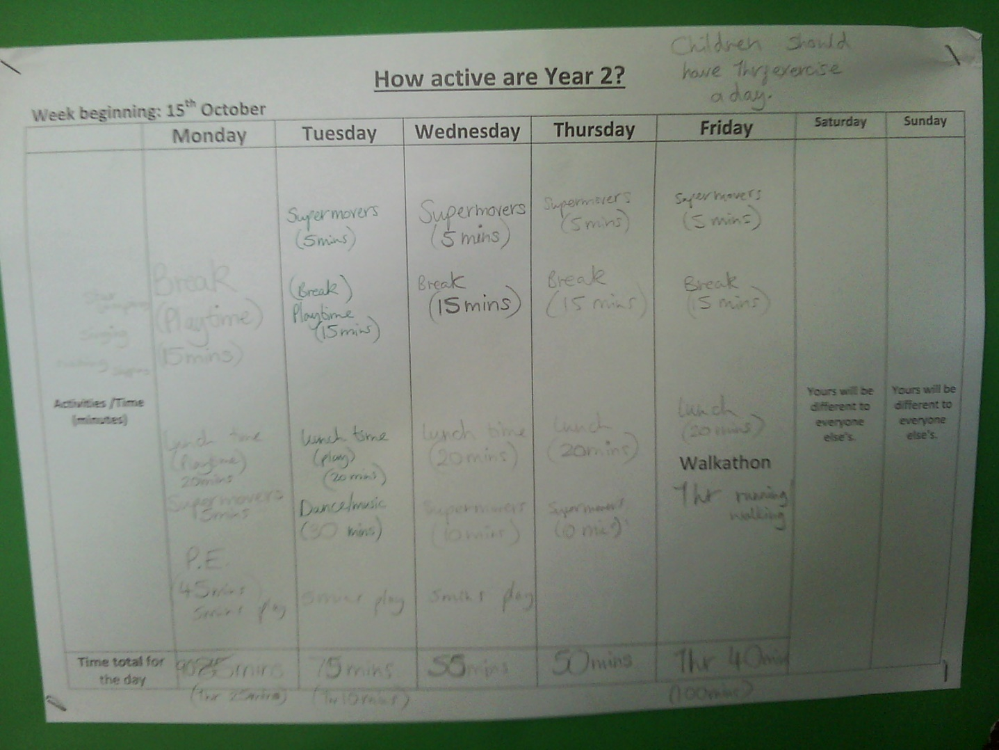 Children should
have 1hr exercise
a day.
How active are Year 2?
Week beginning: 15th October
Monday
Tuesday
Wednesday
Thursday
Friday
Saturday
Sunday
Activities /Time
(minutes)
Break
(Playtime)
(15mins)
Lunch time
(Playtime)
20mins
Supermovers
P.E.
45mins
5mins play
Supermovers
(5mins)
(Break)
Playtime
(15mins)
Lunch time
(play)
(20 mins)
Dance/music
(30 mins)
play
Supermovers
(5 mins)
Break
(15mins)
Lunch time
(20mins)
Supermovers
(10mins)
5mins play
Supermovers
(5mins)
Break
(15 mins)
Lunch
(20mins)
Supermovers
Supermovers
(5 mins)
Break
Lunch
(20 mins)
Walkathon
1hr running
walking
Yours will be
different to
everyone
else's.
Yours will be
different to
everyone
else's.
Time total for
the day
75mins
55mins
50mins
1hr 40min
(100mins)